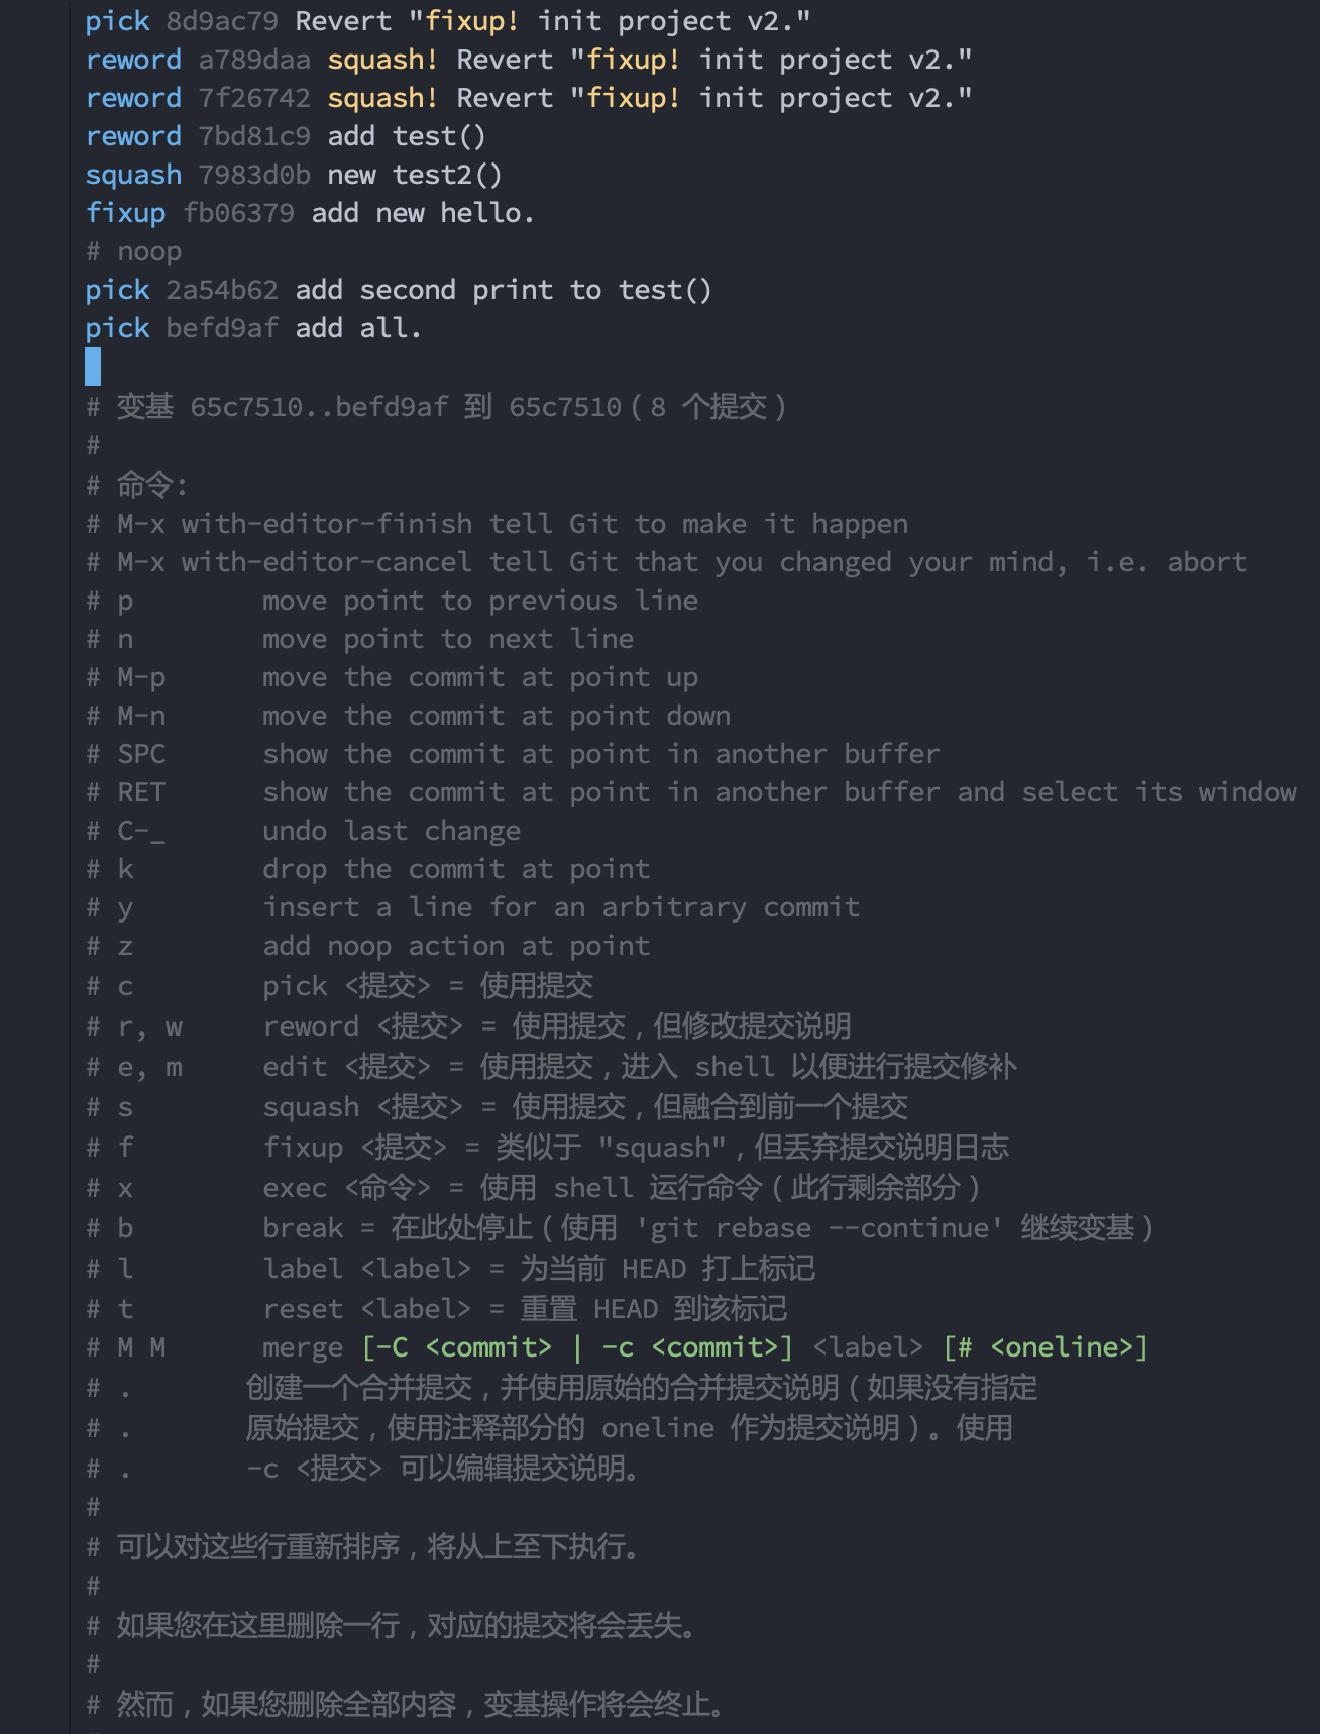 pick 8d9ac79 Revert "fixup! init project v2."
reword a789daa squash! Revert "fixup! init project v2."
reword 7f26742 squash! Revert "fixup! init project v2."
reword 7bd81c9 add test()
squash 7983d0b new test2()
fixup fb06379 add new hello.
# noop
pick 2a54b62 add second print to test()
pick befd9af add all.
# 变基 65c7510..befd9af 到 65c7510（8 个提交）
#
# 命令:
# M-x with-editor-finish tell Git to make it happen
# M-x with-editor-cancel tell Git that you changed your mind, i.e. abort
# p        move point to previous line
# n        move point to next line
# M-p      move the commit at point up
# M-n      move the commit at point down
# SPC      show the commit at point in another buffer
# RET      show the commit at point in another buffer and select its window
# C-_      undo last change
# k        drop the commit at point
# y        insert a line for an arbitrary commit
# z        add noop action at point
# c        pick <提交> = 使用提交
# r, w     reword <提交> = 使用提交，但修改提交说明
# e, m     edit <提交> = 使用提交，进入 shell 以便进行提交修补
# s        squash <提交> = 使用提交，但融合到前一个提交
# f        fixup <提交> = 类似于 "squash"，但丢弃提交说明日志
# x        exec <命令> = 使用 shell 运行命令（此行剩余部分）
# b        break = 在此处停止（使用 'git rebase --continue' 继续变基）
# l        label <label> = 为当前 HEAD 打上标记
# t        reset <label> = 重置 HEAD 到该标记
# M M      merge [-C <commit> | -c <commit>] <label> [# <oneline>]
# .       创建一个合并提交，并使用原始的合并提交说明（如果没有指定
# .       原始提交，使用注释部分的 oneline 作为提交说明）。使用
# .       -c <提交> 可以编辑提交说明。
#
# 可以对这些行重新排序，将从上至下执行。
#
# 如果您在这里删除一行，对应的提交将会丢失。
#
# 然而，如果您删除全部内容，变基操作将会终止。
#